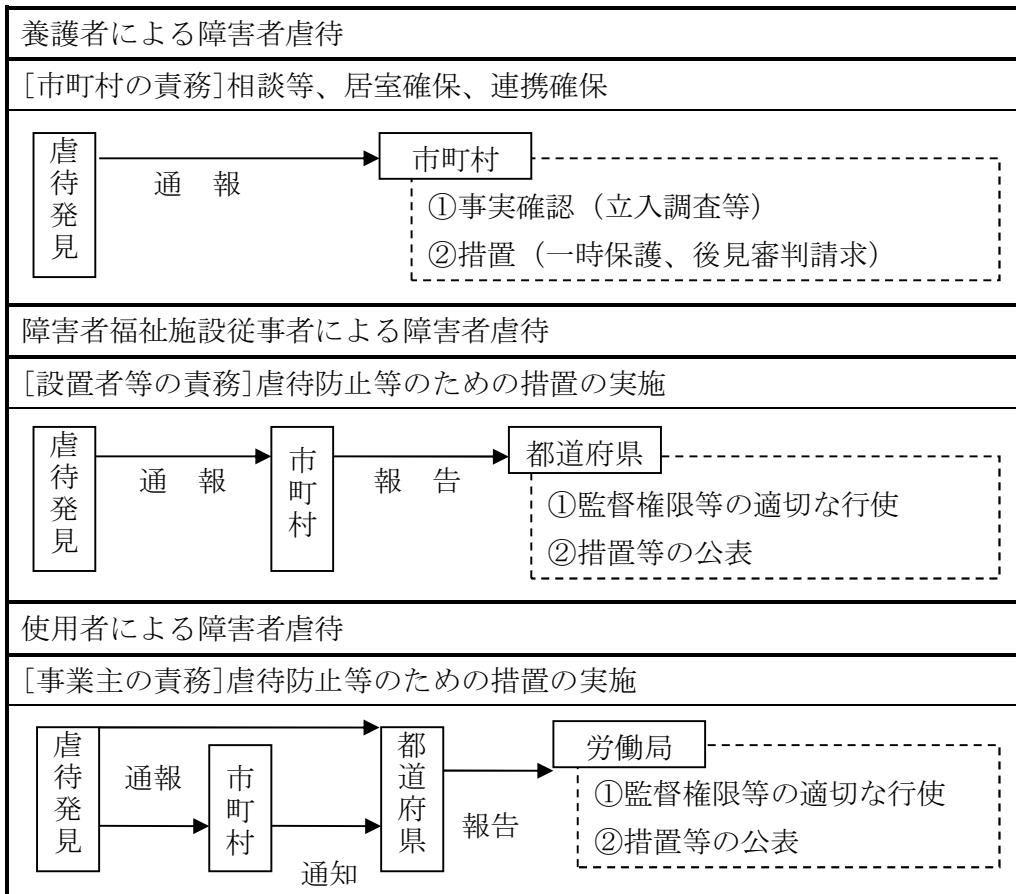 養護者による障害者虐待
[市町村の責務]相談等、居室確保、連携確保
虐待発見
通 報
市町村
①事実確認（立入調査等）
②措置（一時保護、後見審判請求）
障害者福祉施設従事者による障害者虐待
[設置者等の責務]虐待防止等のための措置の実施
虐待発見
通 報
市町村
報 告
都道府県
①監督権限等の適切な行使
②措置等の公表
使用者による障害者虐待
[事業主の責務]虐待防止等のための措置の実施
虐待発見
通報
市町村
通知
都道府県
報告
労働局
①監督権限等の適切な行使
②措置等の公表